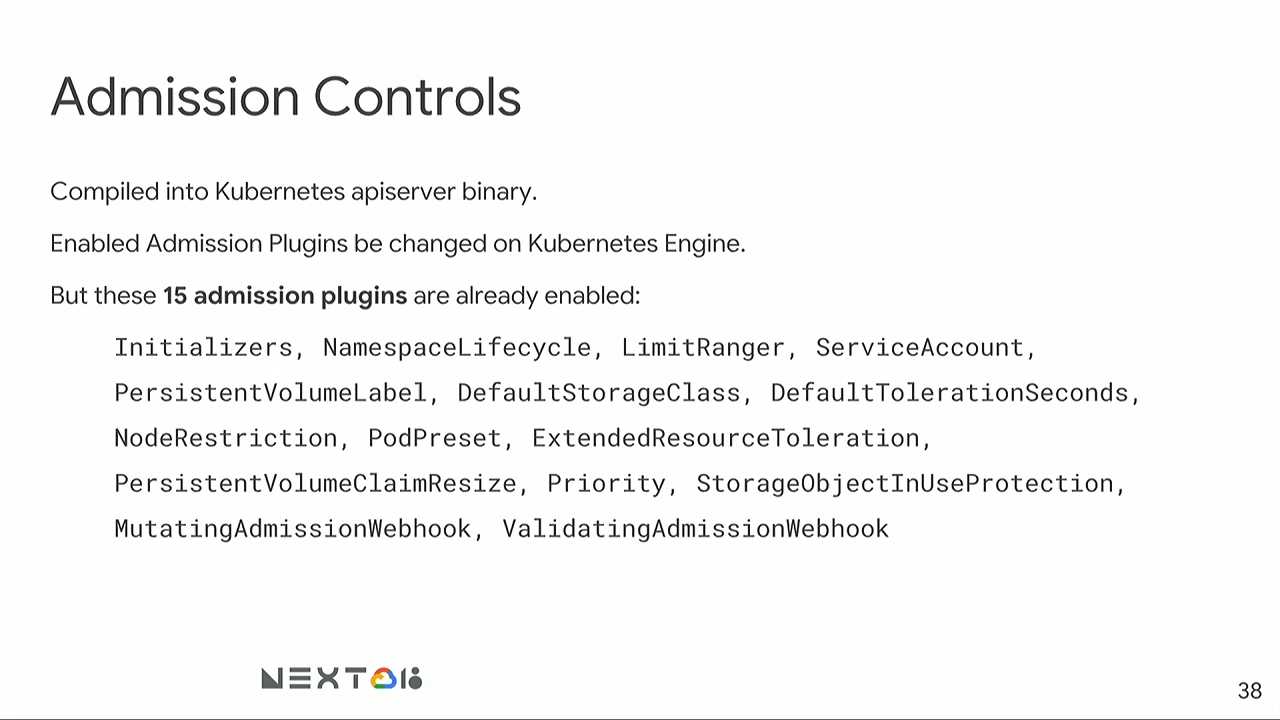 Admission Controls
Compiled into Kubernetes apiserver binary.
Enabled Admission Plugins be changed on Kubernetes Engine.
But these 15 admission plugins are already enabled:
Initializers, NamespaceLifecycle, LimitRanger, ServiceAccount,
PersistentVolumeLabel, DefaultStorageClass, DefaultTolerationSeconds,
NodeRestriction, PodPreset, ExtendedResourceToleration,
PersistentVolumeClaimResize, Priority, StorageObjectInUseProtection,
MutatingAdmissionWebhook, ValidatingAdmissionWebhook
NEXT18
38